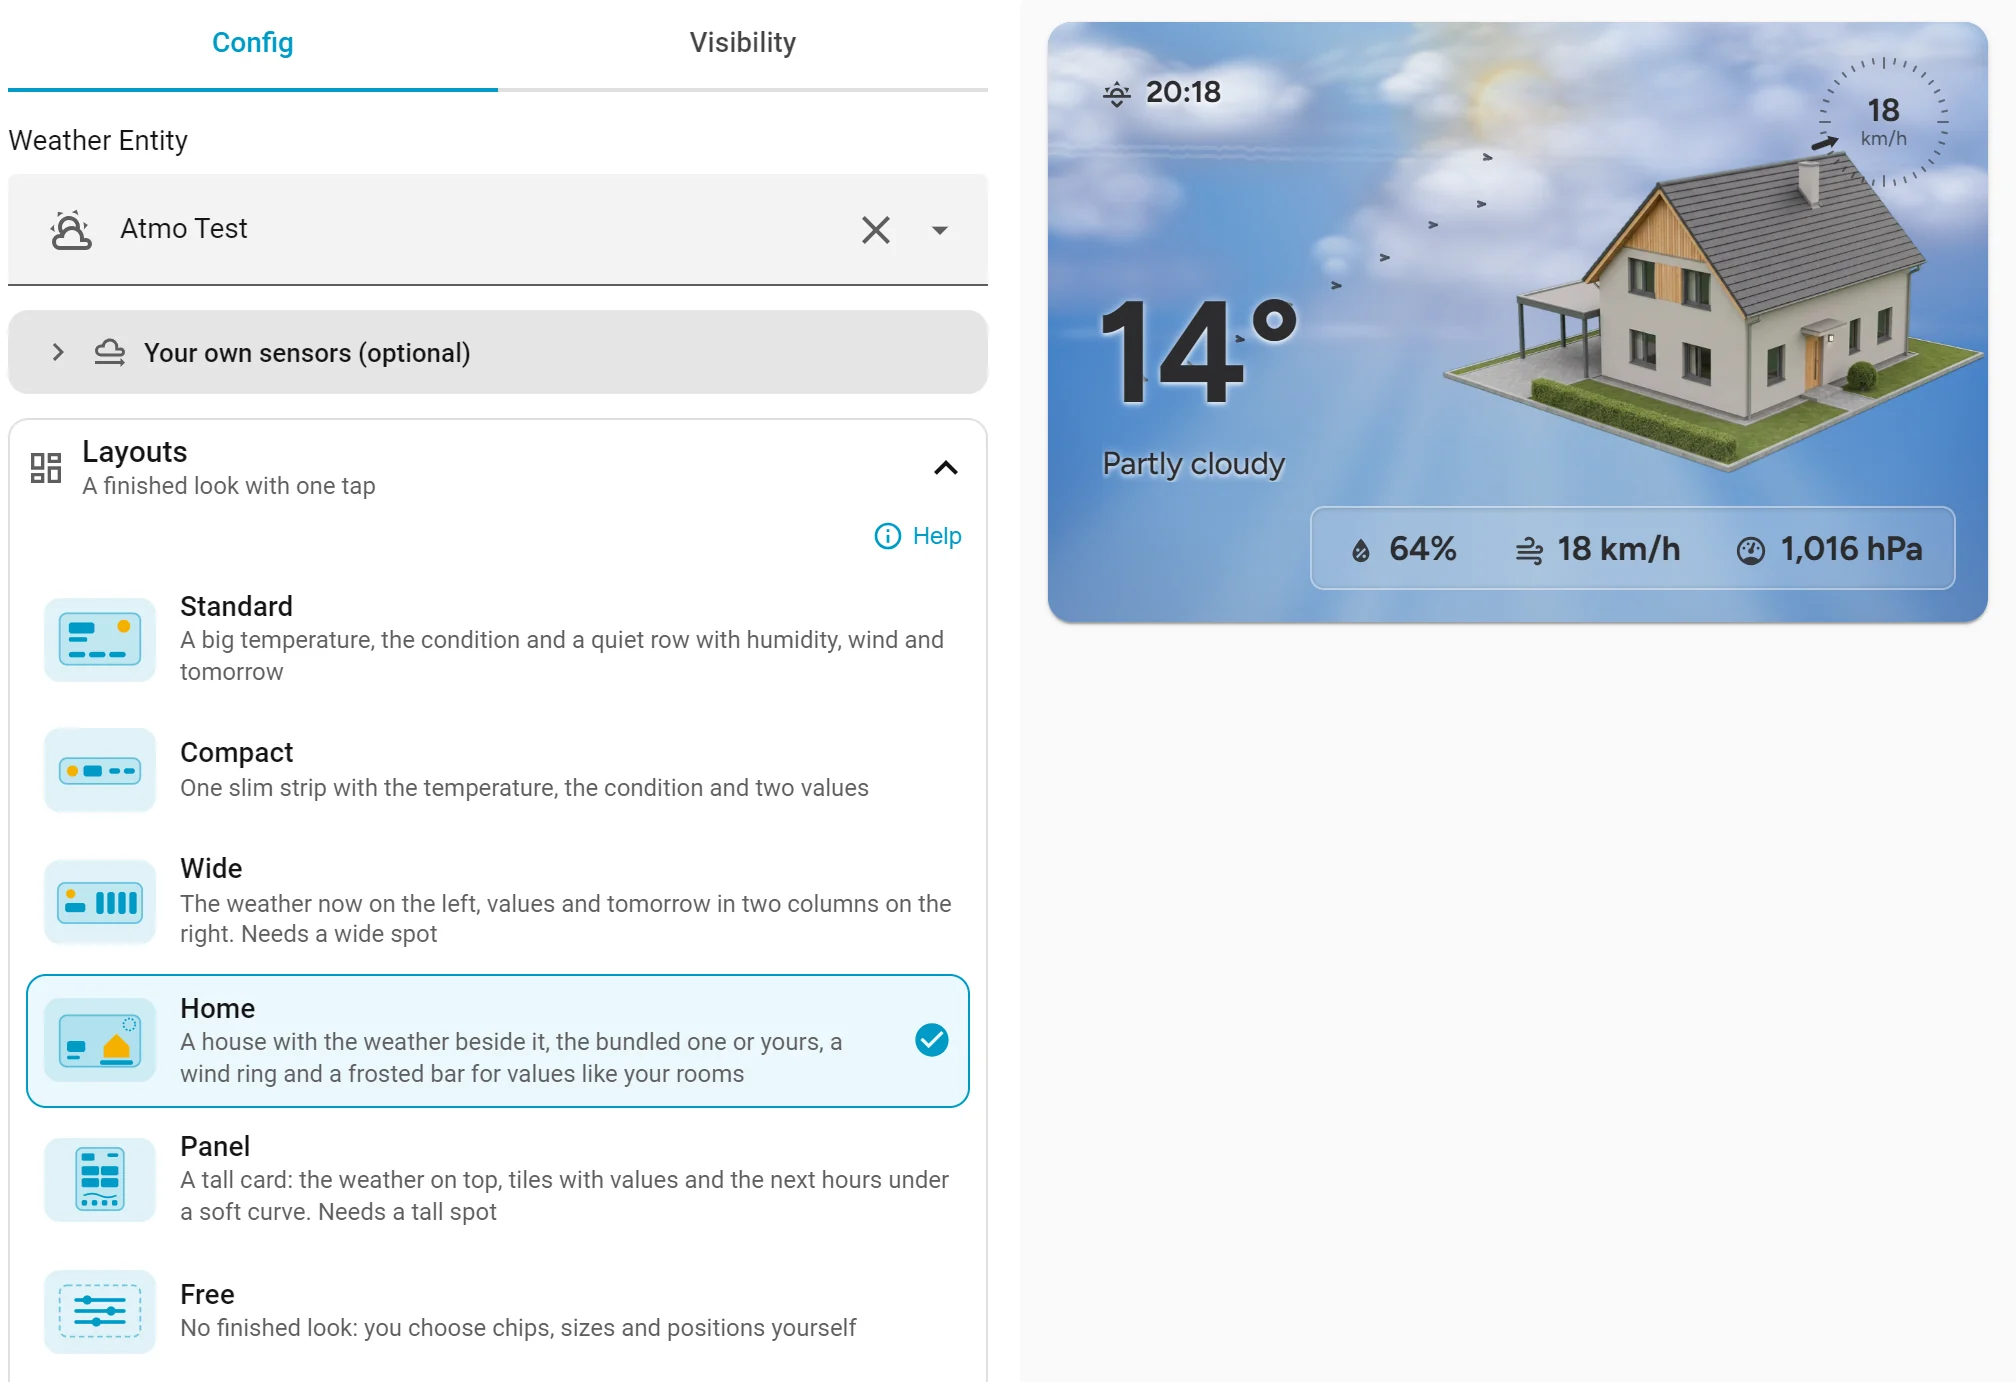 Config
Visibility
Weather Entity
Atmo Test
Your own sensors (optional)
Layouts
A finished look with one tap
Help
Standard
A big temperature, the condition and a quiet row with humidity, wind and
tomorrow
Compact
One slim strip with the temperature, the condition and two values
Wide
The weather now on the left, values and tomorrow in two columns on the
right. Needs a wide spot
Home
A house with the weather beside it, the bundled one or yours, a
wind ring and a frosted bar for values like your rooms
Panel
A tall card: the weather on top, tiles with values and the next hours under
a soft curve. Needs a tall spot
Free
No finished look: you choose chips, sizes and positions yourself
20:18
18
km/h
14°
Partly cloudy
64% 18 km/h 1,016 hPa